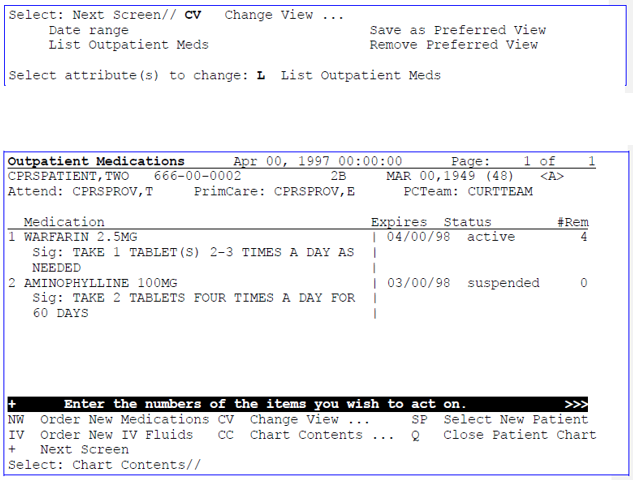 Select: Next Screen// CV   Change View ...
Date range                              Save as Preferred View
List Outpatient Meds                    Remove Preferred View
Select attribute(s) to change: L  List Outpatient Meds
Outpatient Medications      Apr 00, 1997 00:00:00      Page:    1 of    1
CPRSPATIENT,TWO   666-00-0002           2B     MAR 00,1949 (48)   <A>
Attend: CPRSPROV,T     PrimCare: CPRSPROV,E      PCTeam: CURTTEAM
Medication                                 Expires  Status        #Rem
1 WARFARIN 2.5MG                             | 04/00/98  active        4
Sig: TAKE 1 TABLET(S) 2-3 TIMES A DAY AS  |
NEEDED                                    |
2 AMINOPHYLLINE 100MG                        | 03/00/98  suspended     0
Sig: TAKE 2 TABLETS FOUR TIMES A DAY FOR  |
60 DAYS                                   |
+      Enter the numbers of the items you wish to act on.            >>>
NW  Order New Medications CV  Change View ...     SP  Select New Patient
IV  Order New IV Fluids   CC  Chart Contents ...  Q   Close Patient Chart
+   Next Screen
Select: Chart Contents//